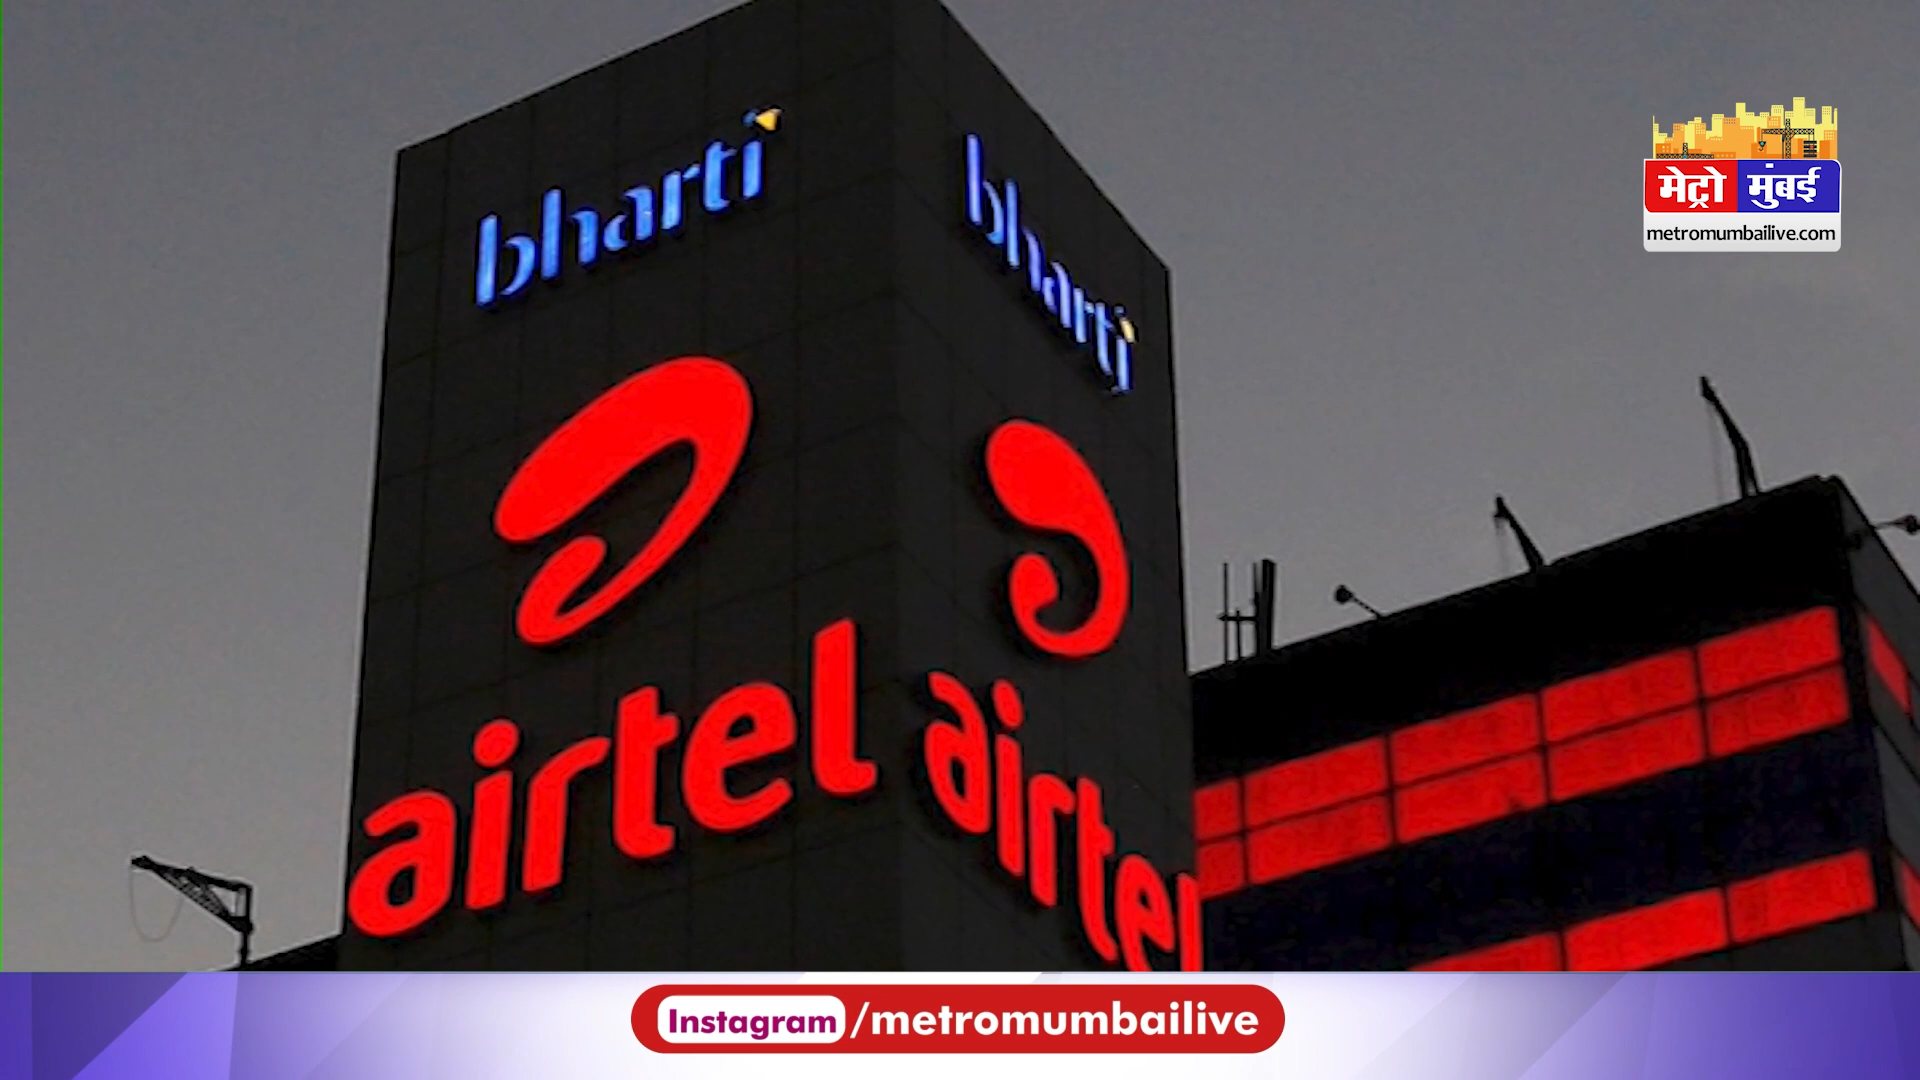 bharti
bharti
airtel
airtel
मेट्रो मुंबई
metromumbailive.com
Instagram /metromumbailive